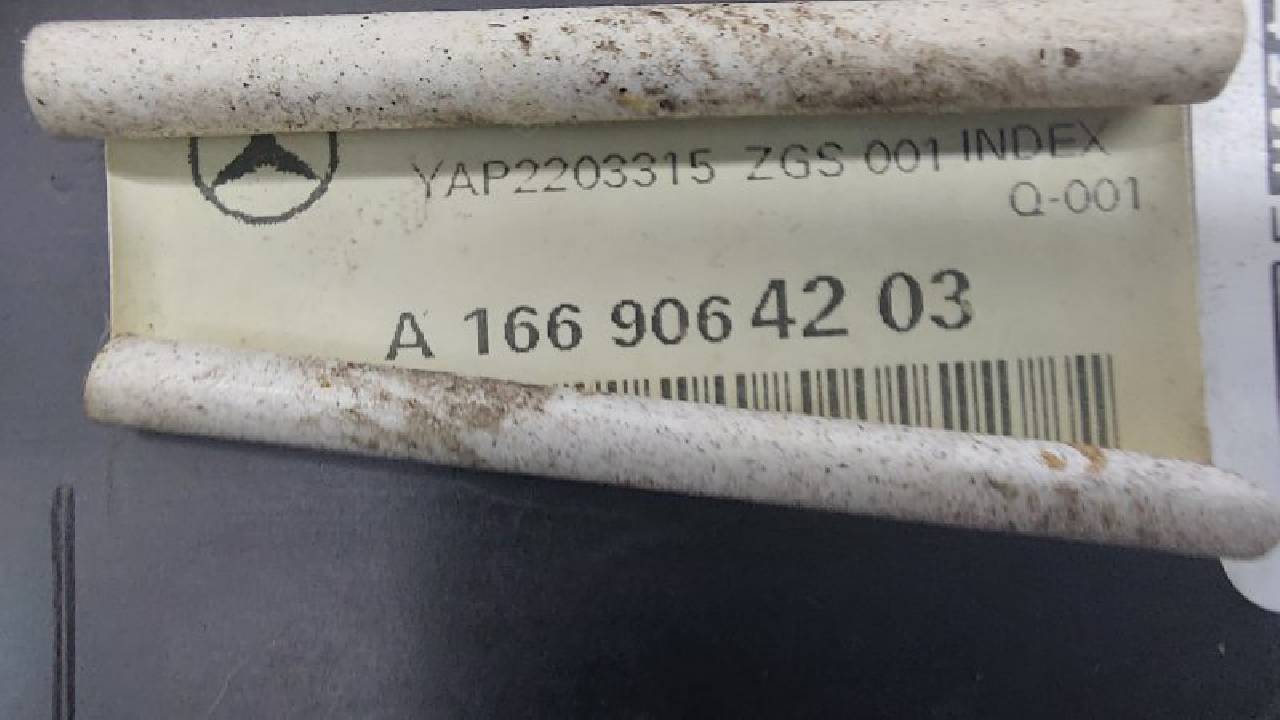 YAP2203315 ZGS 001 INDEX
Q-001
A 166 906 42 03